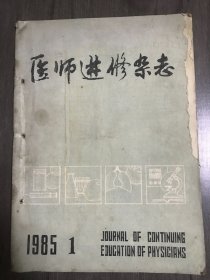 医师进修杂志
1985 1
JOURNAL OF CONTINUING
EDUCATION OF PHYSICIANS